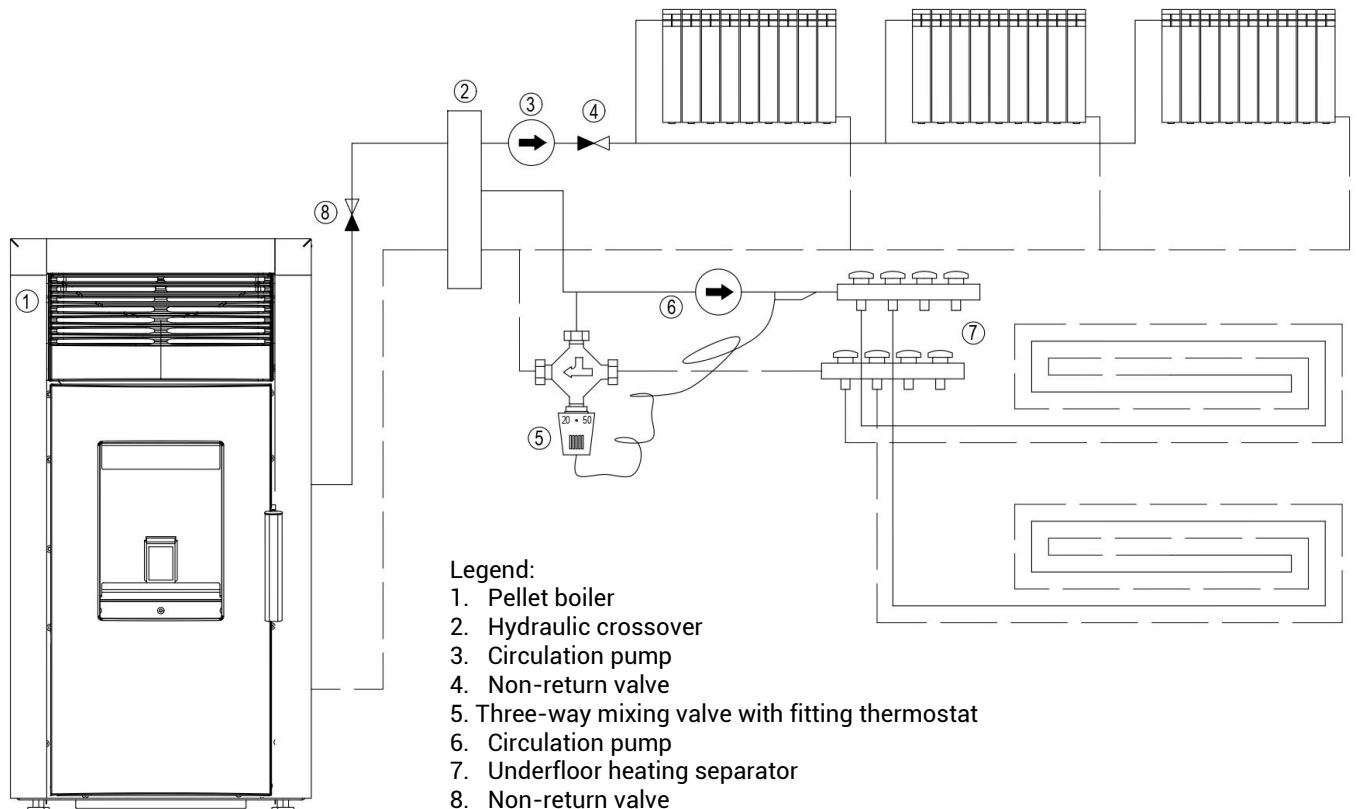 ②
③
④
⑧
①
⑥
⑦
20 • 50
⑤
Legend:
1. Pellet boiler
2. Hydraulic crossover
3. Circulation pump
4. Non-return valve
5. Three-way mixing valve with fitting thermostat
6. Circulation pump
7. Underfloor heating separator
8. Non-return valve